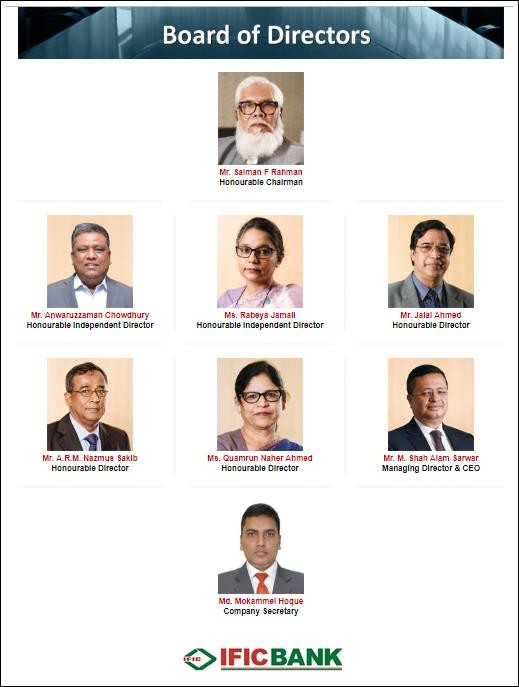 Board of Directors
Mr. Salman F Rahman
Honourable Chairman
Mr. Anwaruzzaman Chowdhury
Honourable Independent Director
Ms. Rabeya Jamali
Honourable Independent Director
Mr. Jalal Ahmed
Honourable Director
Mr. A.R.M. Nazmus Sakib
Honourable Director
Ms. Quamrun Naher Ahmed
Honourable Director
Mr. M. Shah Alam Sarwar
Managing Director & CEO
Md. Mokammel Hoque
Company Secretary
IFIC IFIC BANK